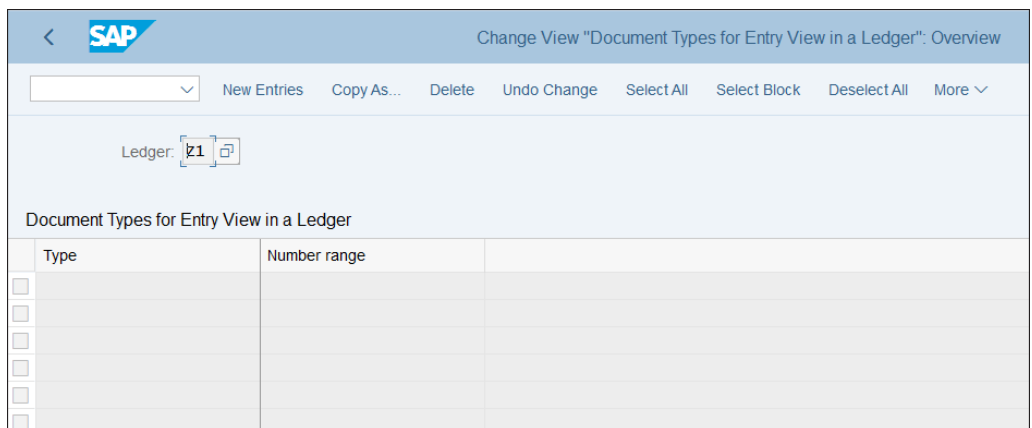 SAP Change View "Document Types for Entry View in a Ledger": Overview
New Entries Copy As... Delete Undo Change Select All Select Block Deselect All More
Ledger: Z1
Document Types for Entry View in a Ledger
Type Number range